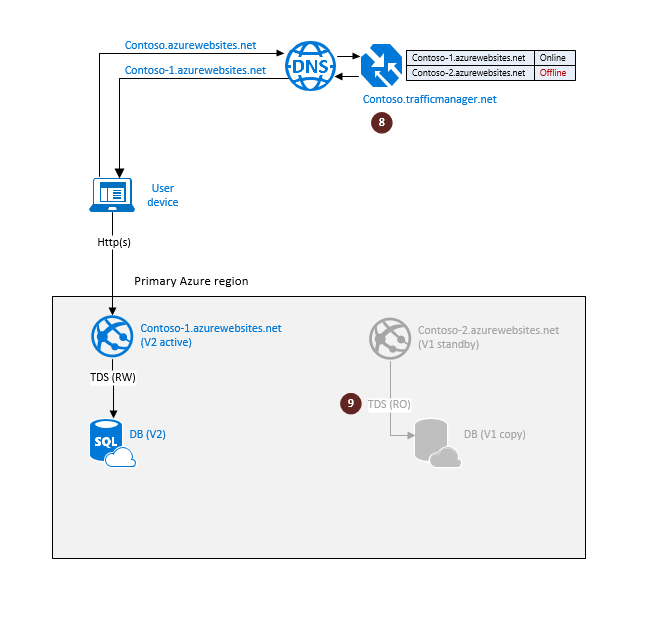 Contoso.azurewebsites.net
Contoso-1.azurewebsites.net
DNS
Contoso-1.azurewebsites.net Online
Contoso-2.azurewebsites.net Offline
Contoso.trafficmanager.net
8
User
device
Http(s)
Primary Azure region
Contoso-1.azurewebsites.net
(V2 active)
Contoso-2.azurewebsites.net
(V1 standby)
TDS (RW)
9
TDS (RO)
SQL
DB (V2)
DB (V1 copy)